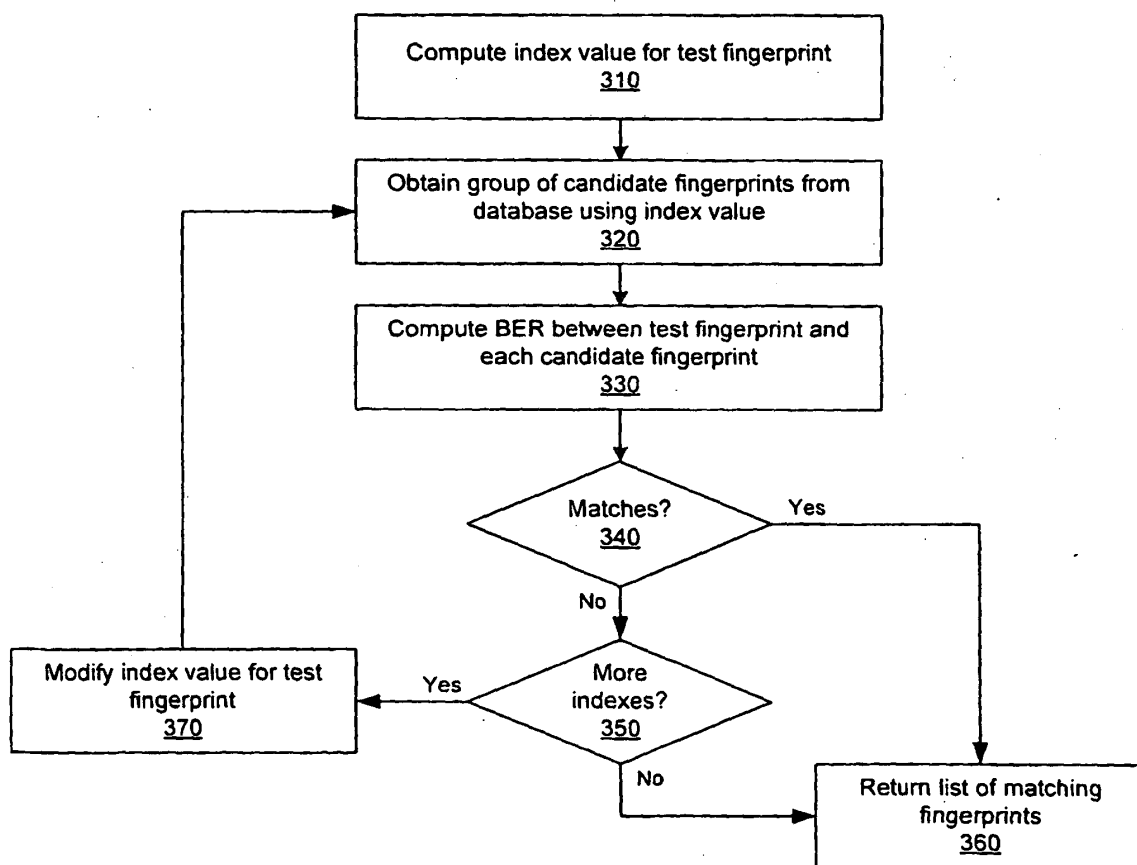 Compute index value for test fingerprint
310
Obtain group of candidate fingerprints from
database using index value
320
Compute BER between test fingerprint and
each candidate fingerprint
330
Matches?
340
Yes
No
More
indexes?
350
Yes
No
Modify index value for test
fingerprint
370
Return list of matching
fingerprints
360